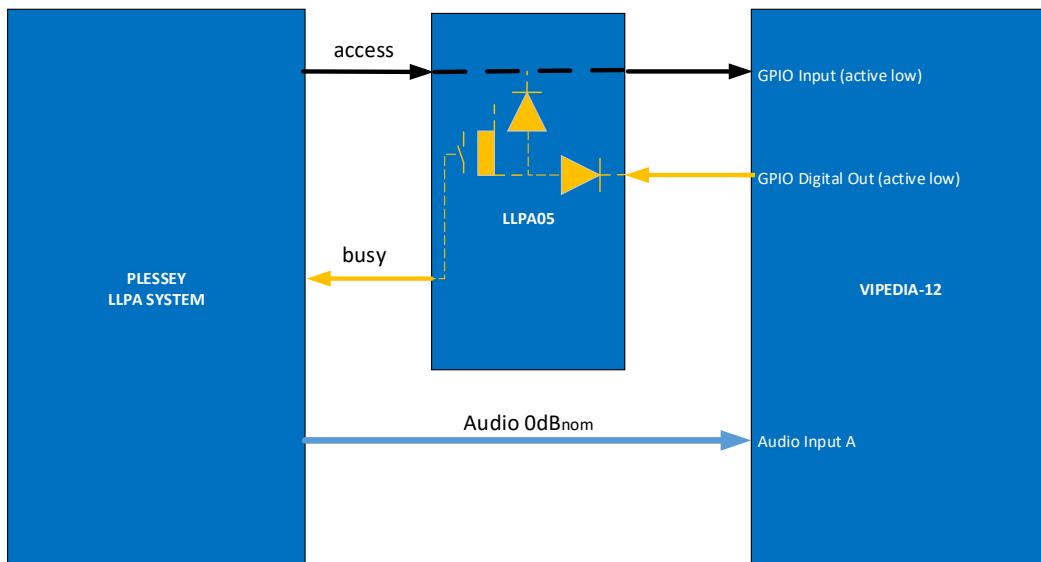 access
GPIO Input (active low)
GPIO Digital Out (active low)
LLPA05
busy
PLESSEY
LLPA SYSTEM
VIPEDIA-12
Audio 0dBnom
Audio Input A